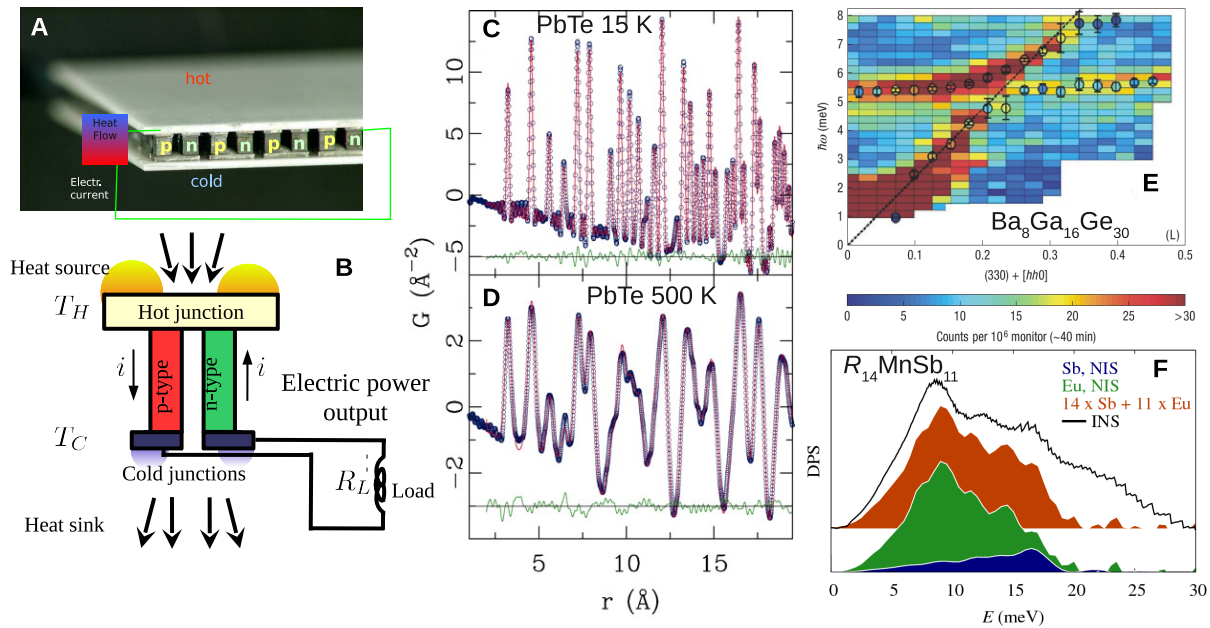 A
hot
Heat
Flow
p n p n p n p n
Electr.
current
cold
B
Heat source
T_H
Hot junction
i
p-type
n-type
i
Electric power
output
T_C
Cold junctions
R_L
Load
Heat sink
C
PbTe 15 K
10
5
0
-5
G (Å⁻²)
D
PbTe 500 K
2
0
-2
5 10 15
r (Å)
8
7
6
5
4
3
2
1
0
ħω (meV)
E
Ba₈Ga₁₆Ge₃₀
(L)
0 0.1 0.2 0.3 0.4 0.5
(330) + [hh0]
0 5 10 15 20 25 >30
Counts per 10⁶ monitor (~40 min)
R₁₄MnSb₁₁
F
Sb, NIS
Eu, NIS
14 x Sb + 11 x Eu
INS
DPS
0 5 10 15 20 25 30
E (meV)